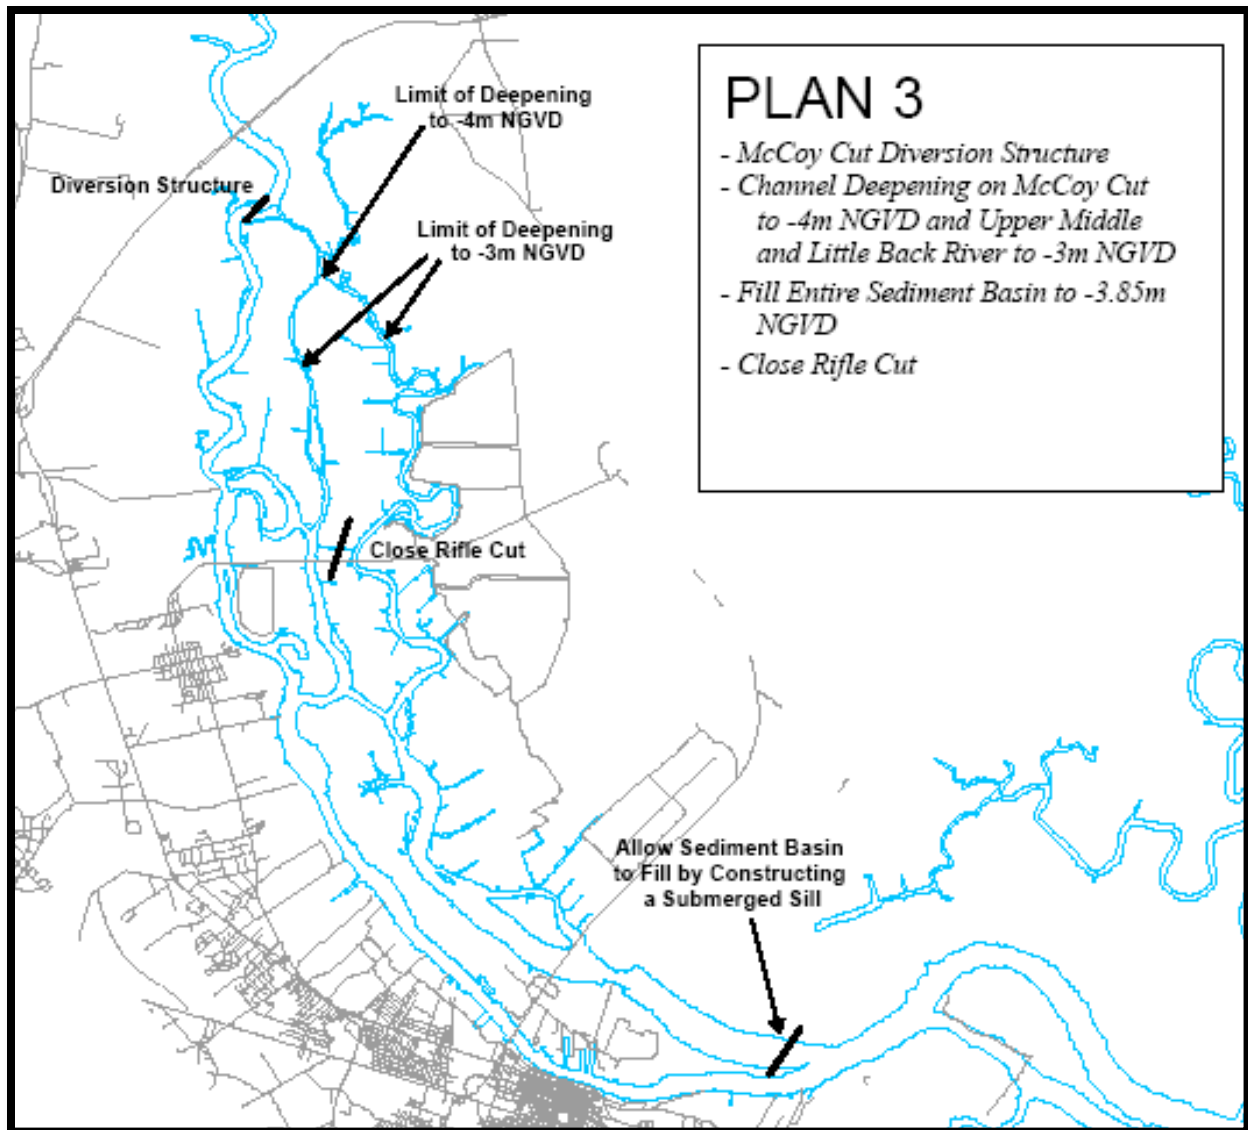 PLAN 3
- McCoy Cut Diversion Structure
- Channel Deepening on McCoy Cut
to -4m NGVD and Upper Middle
and Little Back River to -3m NGVD
- Fill Entire Sediment Basin to -3.85m
NGVD
- Close Rifle Cut
Limit of Deepening
to -4m NGVD
Diversion Structure
Limit of Deepening
to -3m NGVD
Close Rifle Cut
Allow Sediment Basin
to Fill by Constructing
a Submerged Sill